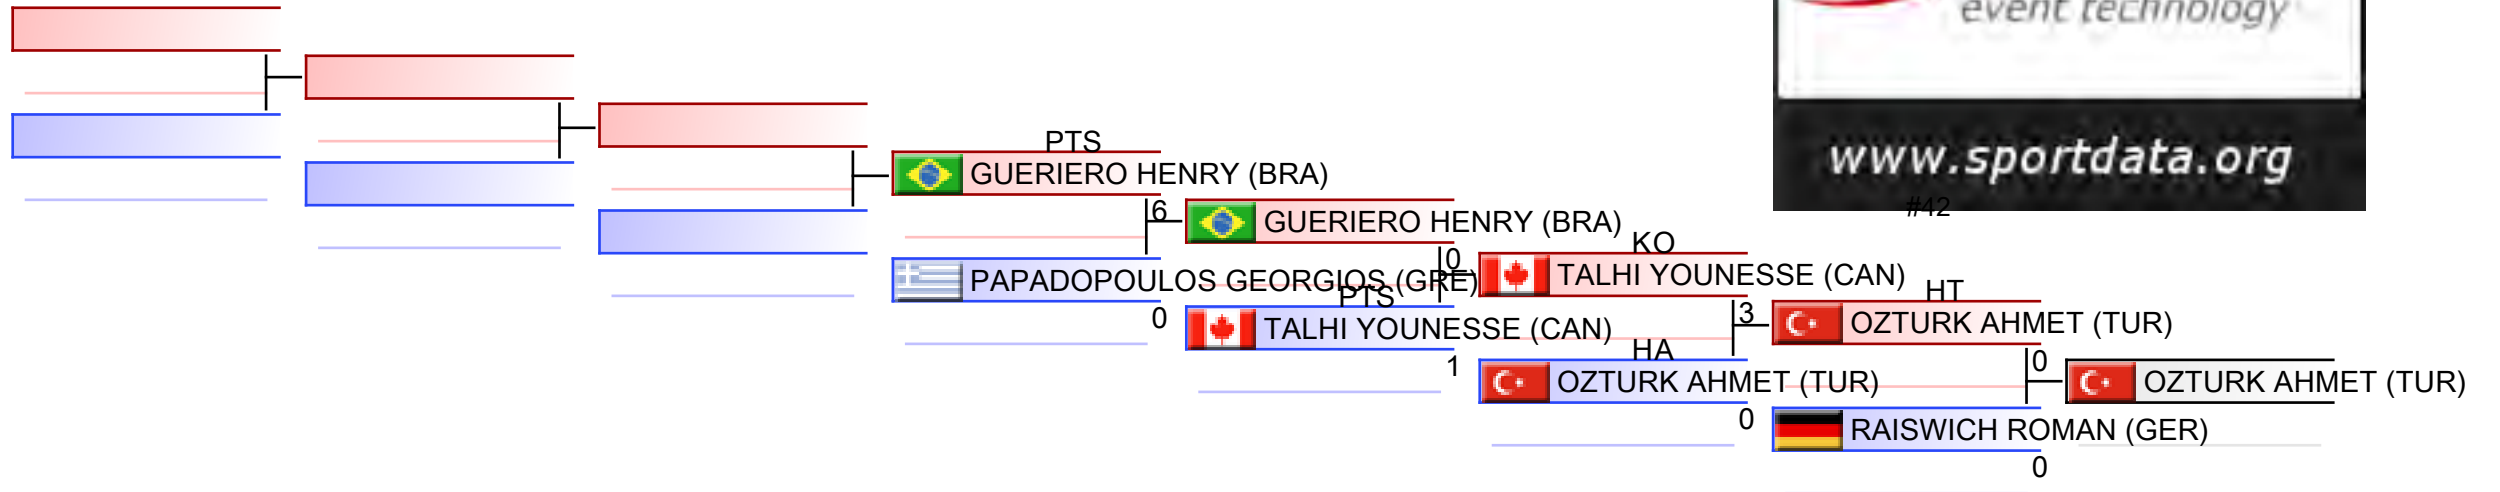 event technology
www.sportdata.org
#42
PTS
GUERIERO HENRY (BRA)
6
GUERIERO HENRY (BRA)
PAPADOPOULOS GEORGIOS (GRE)
0
PTS
TALHI YOUNESSE (CAN)
0
1
KO
TALHI YOUNESSE (CAN)
3
HA
OZTURK AHMET (TUR)
0
HT
OZTURK AHMET (TUR)
0
OZTURK AHMET (TUR)
RAISWICH ROMAN (GER)
0